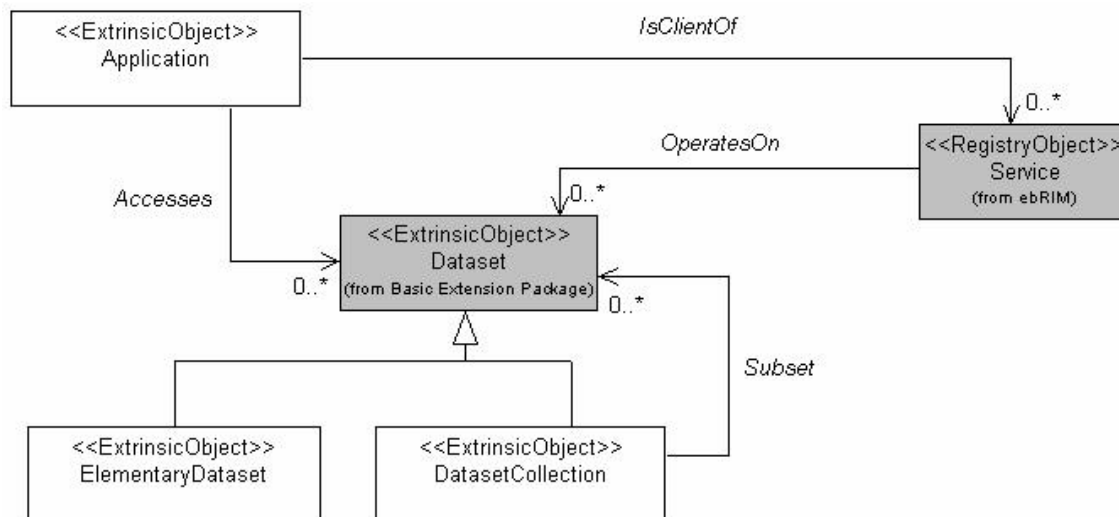 <<ExtrinsicObject>>
Application
IsClientOf
0..*
<<RegistryObject>>
Service
(from ebRIM)
OperatesOn
0..*
Accesses
0..*
<<ExtrinsicObject>>
Dataset
(from Basic Extension Package)
0..*
Subset
<<ExtrinsicObject>>
ElementaryDataset
<<ExtrinsicObject>>
DatasetCollection